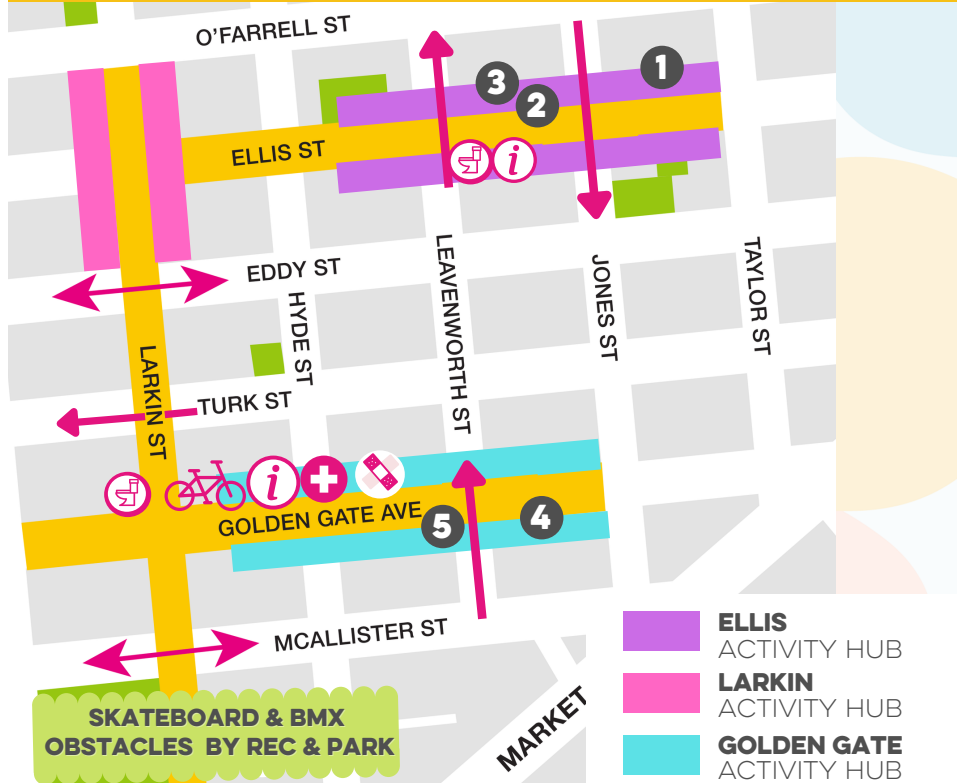 O'FARRELL ST
1
3
2
ELLIS ST
i
EDDY ST
HYDE ST
LEAVENWORTH ST
JONES ST
TAYLOR ST
LARKIN ST
TURK ST
i
GOLDEN GATE AVE
5
4
MCALLISTER ST
MARKET
SKATEBOARD & BMX
OBSTACLES BY REC & PARK
ELLIS
ACTIVITY HUB
LARKIN
ACTIVITY HUB
GOLDEN GATE
ACTIVITY HUB